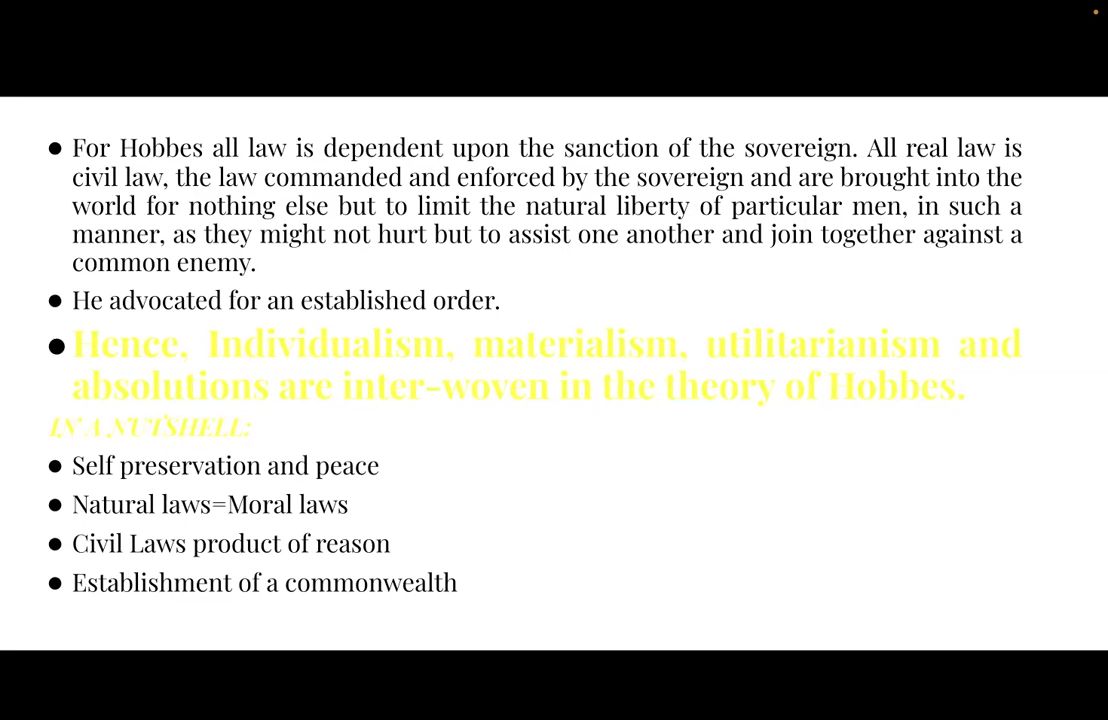 ● For Hobbes all law is dependent upon the sanction of the sovereign. All real law is
civil law, the law commanded and enforced by the sovereign and are brought into the
world for nothing else but to limit the natural liberty of particular men, in such a
manner, as they might not hurt but to assist one another and join together against a
common enemy.
● He advocated for an established order.
● Hence, Individualism, materialism, utilitarianism and
absolutions are inter-woven in the theory of Hobbes.
IN A NUTSHELL:
● Self preservation and peace
● Natural laws=Moral laws
● Civil Laws product of reason
● Establishment of a commonwealth